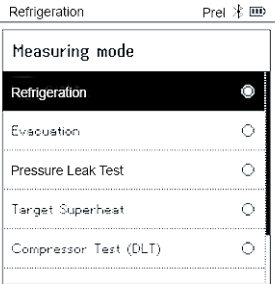 Refrigeration Prel
Measuring mode
Refrigeration
Evacuation
Pressure Leak Test
Target Superheat
Compressor Test (DLT)